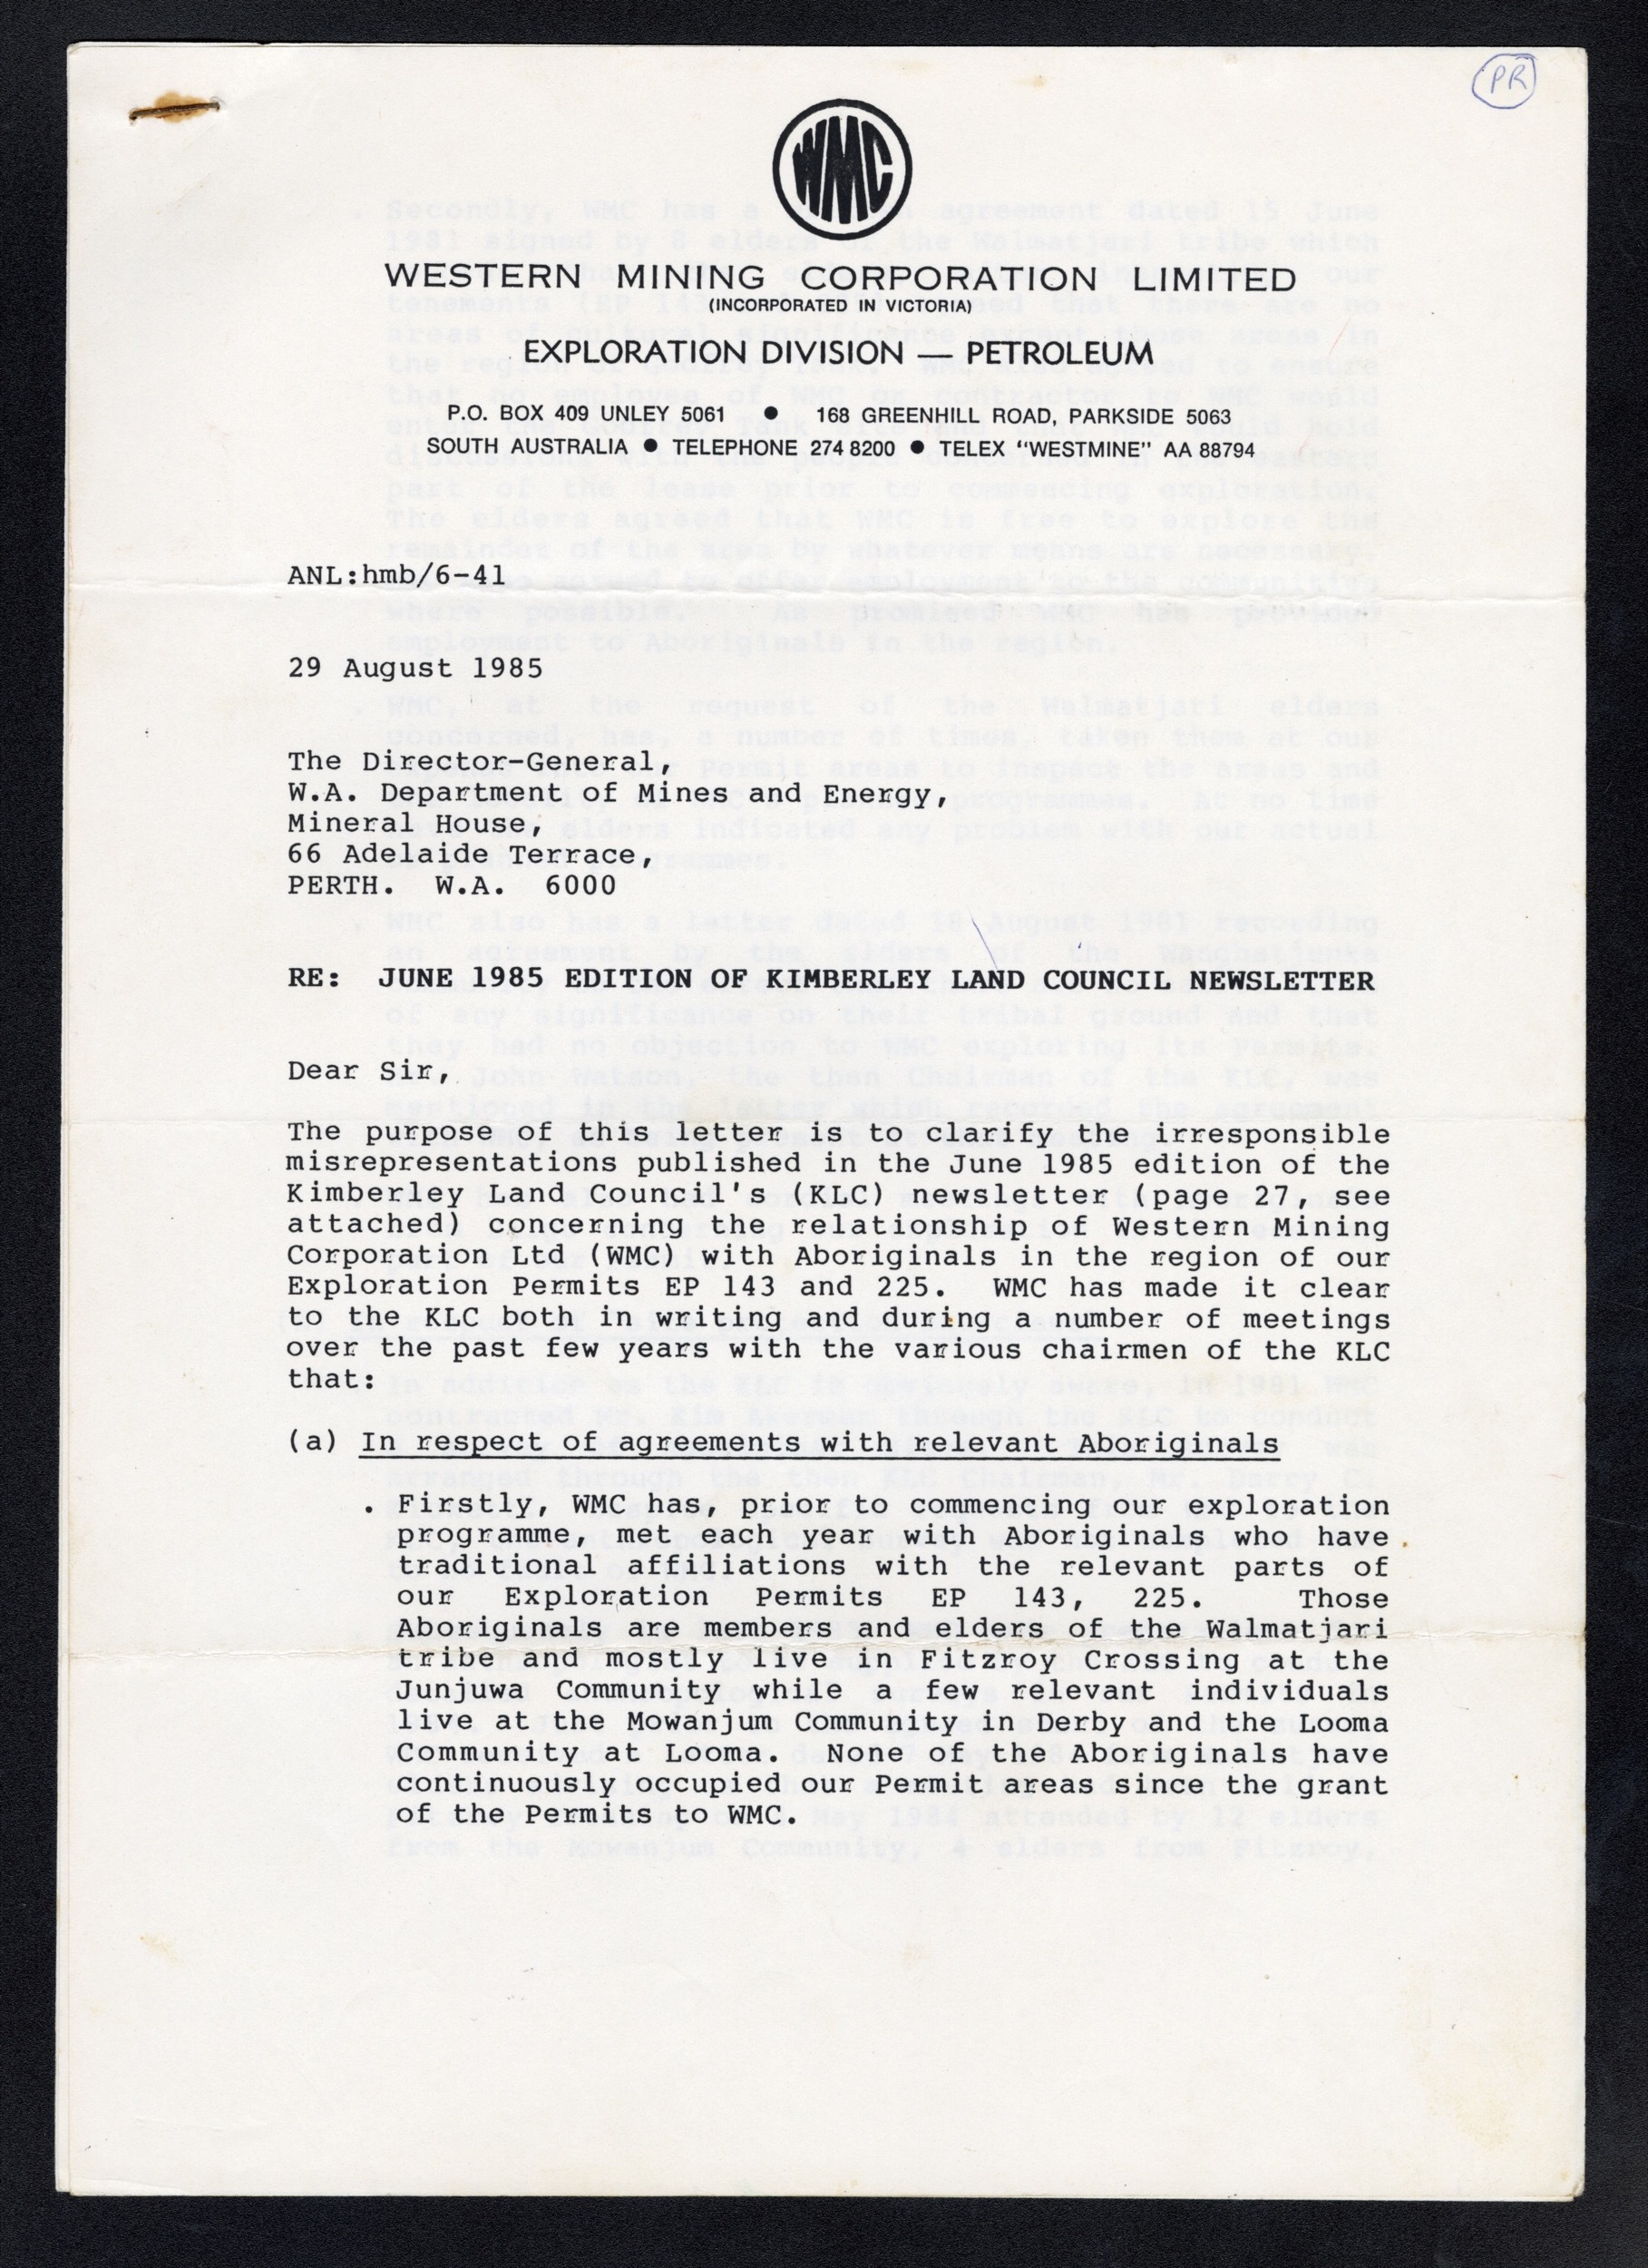 PR
WMC
WESTERN MINING CORPORATION LIMITED
(INCORPORATED IN VICTORIA)
EXPLORATION DIVISION — PETROLEUM
P.O. BOX 409 UNLEY 5061 ● 168 GREENHILL ROAD, PARKSIDE 5063
SOUTH AUSTRALIA ● TELEPHONE 274 8200 ● TELEX "WESTMINE" AA 88794
ANL:hmb/6-41
29 August 1985
The Director-General,
W.A. Department of Mines and Energy,
Mineral House,
66 Adelaide Terrace,
PERTH. W.A. 6000
RE: JUNE 1985 EDITION OF KIMBERLEY LAND COUNCIL NEWSLETTER
Dear Sir,
The purpose of this letter is to clarify the irresponsible
misrepresentations published in the June 1985 edition of the
Kimberley Land Council's (KLC) newsletter (page 27, see
attached) concerning the relationship of Western Mining
Corporation Ltd (WMC) with Aboriginals in the region of our
Exploration Permits EP 143 and 225. WMC has made it clear
to the KLC both in writing and during a number of meetings
over the past few years with the various chairmen of the KLC
that:
(a) In respect of agreements with relevant Aboriginals
. Firstly, WMC has, prior to commencing our exploration
programme, met each year with Aboriginals who have
traditional affiliations with the relevant parts of
our Exploration Permits EP 143, 225. Those
Aboriginals are members and elders of the Walmatjari
tribe and mostly live in Fitzroy Crossing at the
Junjuwa Community while a few relevant individuals
live at the Mowanjum Community in Derby and the Looma
Community at Looma. None of the Aboriginals have
continuously occupied our Permit areas since the grant
of the Permits to WMC.